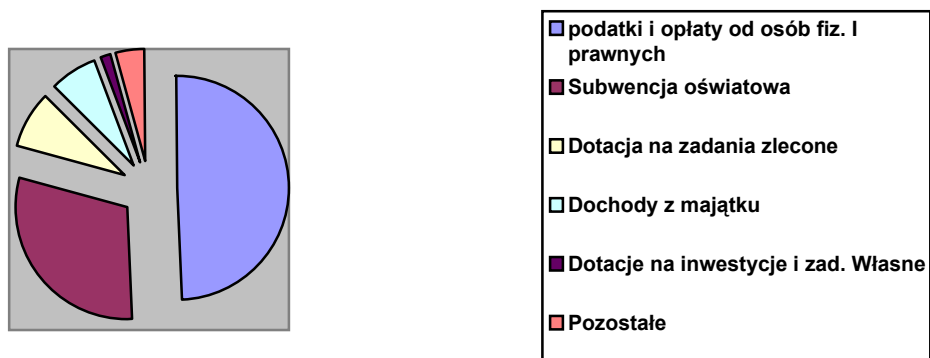 podatki i opłaty od osób fiz. I
prawnych
Subwencja oświatowa
Dotacja na zadania zlecone
Dochody z majątku
Dotacje na inwestycje i zad. Własne
Pozostałe